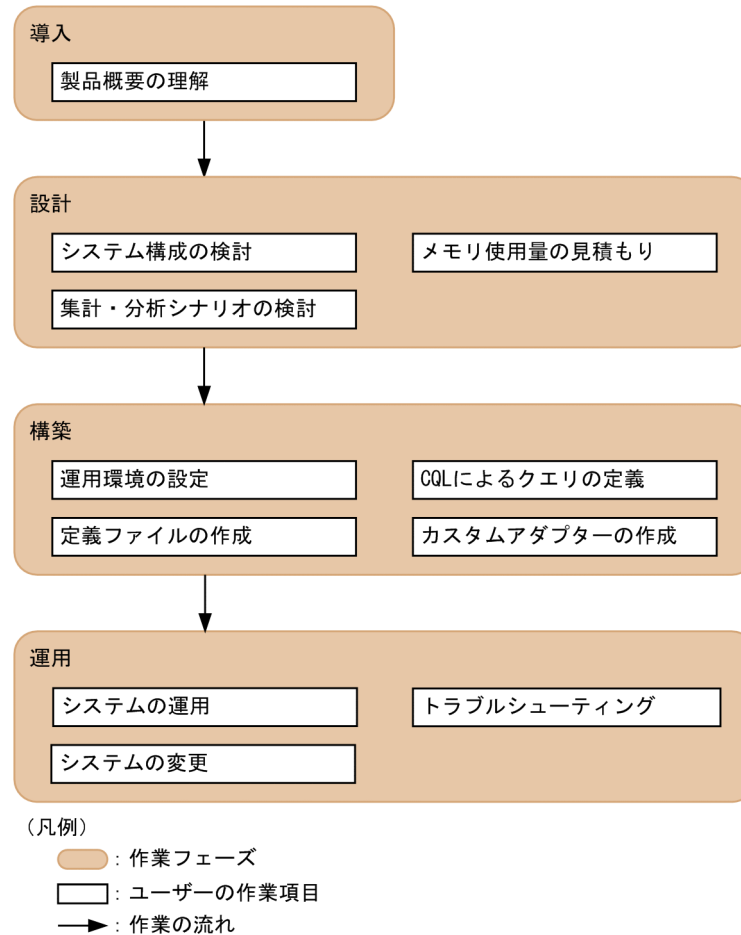 導入
製品概要の理解
設計
システム構成の検討
メモリ使用量の見積もり
集計・分析シナリオの検討
構築
運用環境の設定
CQLによるクエリの定義
定義ファイルの作成
カスタムアダプターの作成
運用
システムの運用
トラブルシューティング
システムの変更
(凡例)
: 作業フェーズ
: ユーザーの作業項目
: 作業の流れ